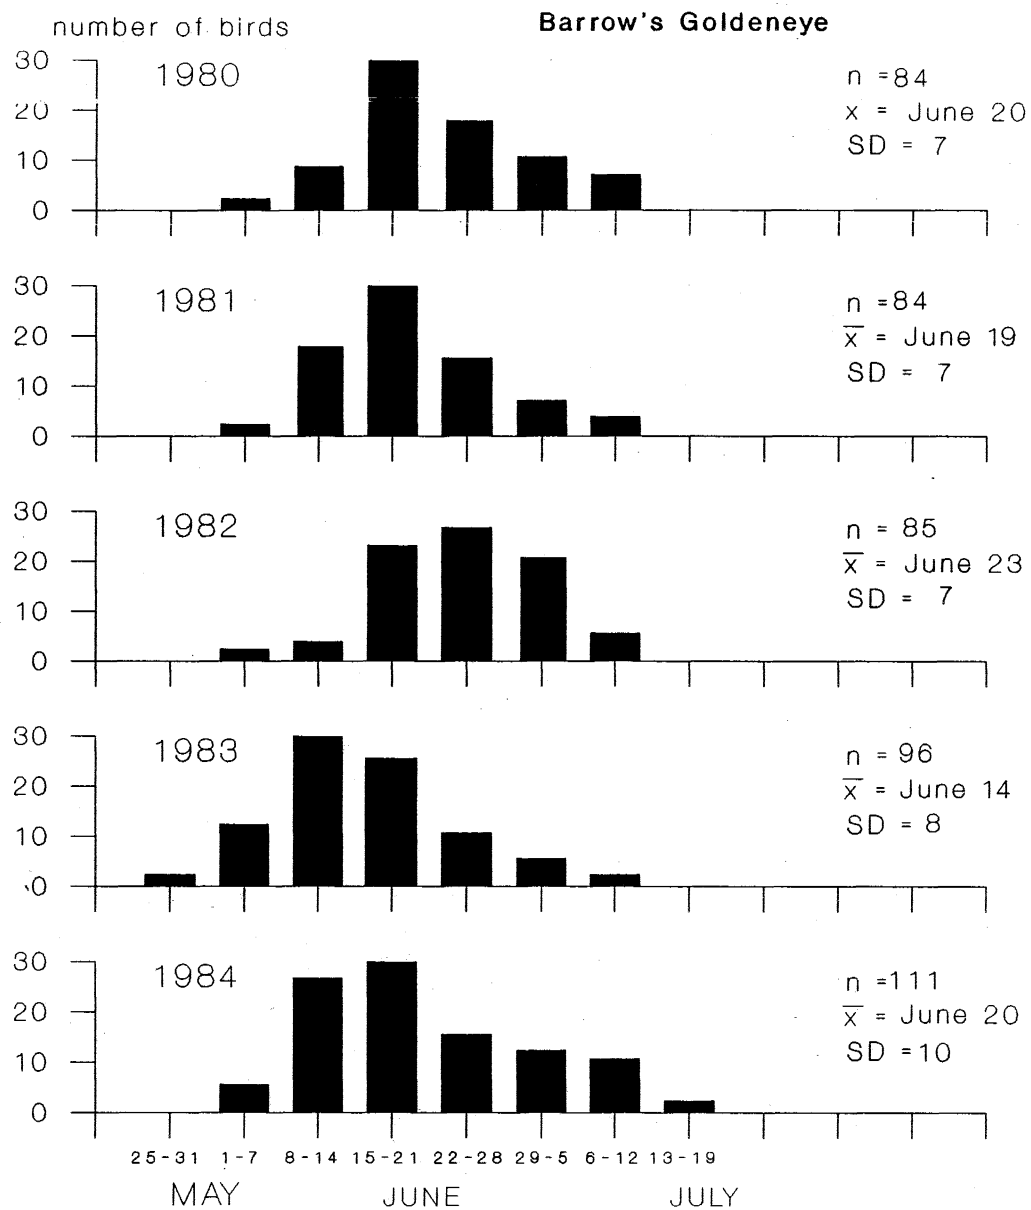 number of birds
Barrow's Goldeneye
30
20
10
0
1980
n =84
x = June 20
SD = 7
30
20
10
0
1981
n =84
x̅ = June 19
SD = 7
30
20
10
0
1982
n = 85
x̅ = June 23
SD = 7
30
20
10
0
1983
n = 96
x̅ = June 14
SD = 8
30
20
10
0
1984
n =111
x̅ = June 20
SD =10
25-31 1-7 8-14 15-21 22-28 29-5 6-12 13-19
MAY JUNE JULY